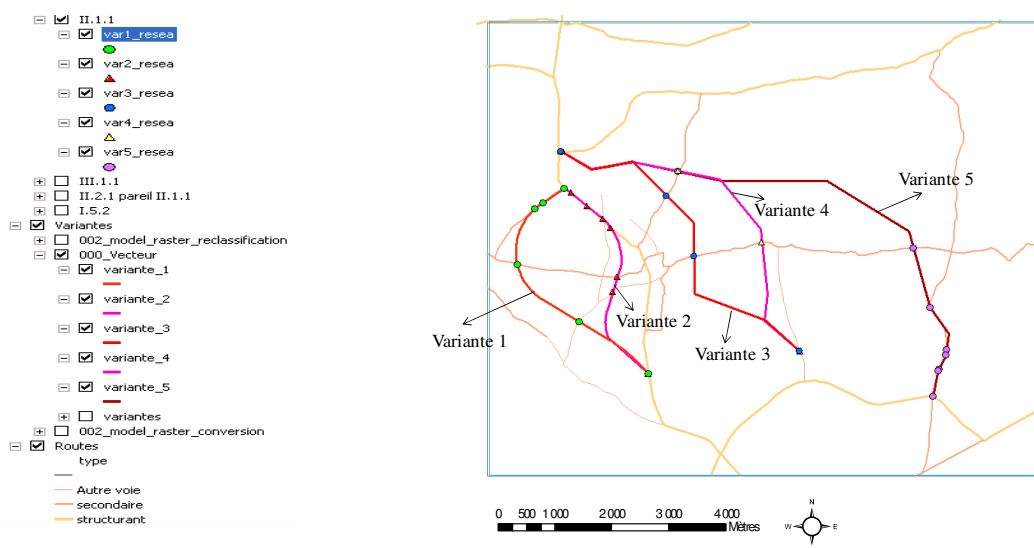 II.1.1
var1_resea
var2_resea
var3_resea
var4_resea
var5_resea
III.1.1
II.2.1 pareil II.1.1
I.5.2
Variantes
002_model_raster_reclassification
000_Vecteur
variante_1
variante_2
variante_3
variante_4
variante_5
variantes
002_model_raster_conversion
Routes
type
Autre voie
secondaire
structurant
Variante 5
Variante 4
Variante 2
Variante 1
Variante 3
0 500 1 000 2 000 3 000 4 000
Mètres
N
W E
S